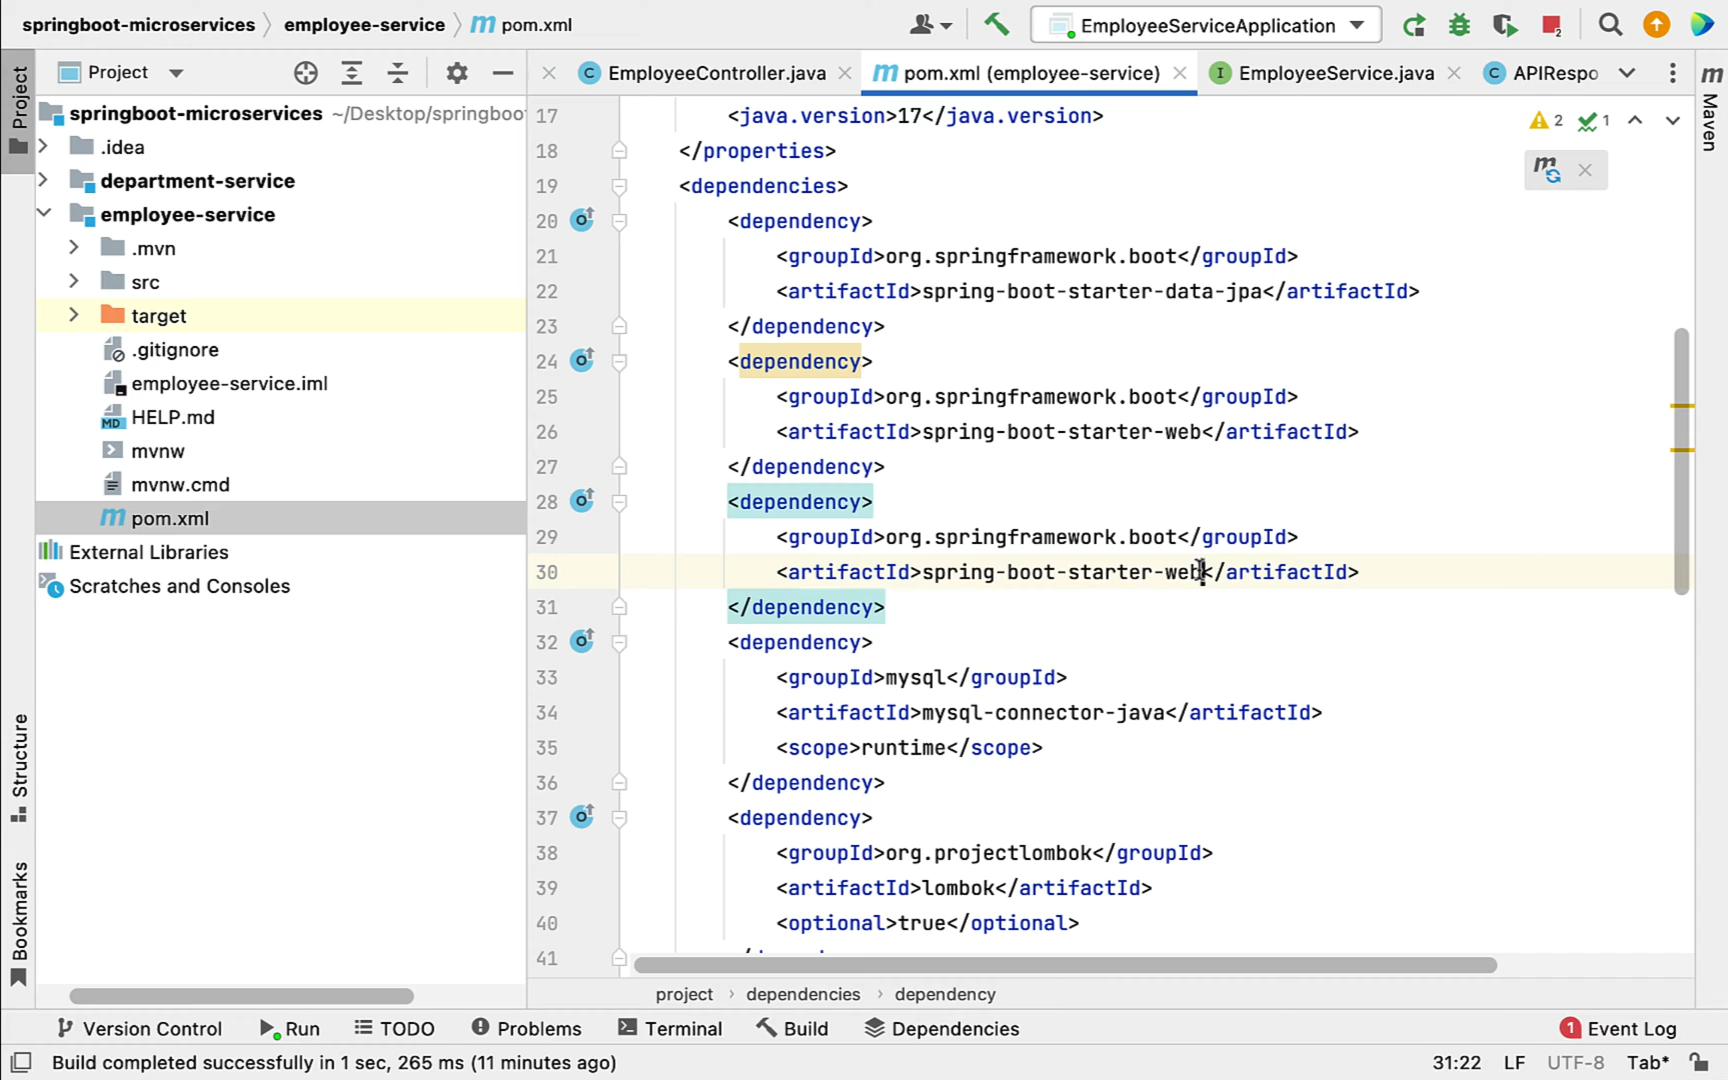 springboot-microservices > employee-service > pom.xml
EmployeeServiceApplication
2
Project
Project
EmployeeController.java
pom.xml (employee-service)
EmployeeService.java
APIRespo
Maven
springboot-microservices ~/Desktop/springboo
.idea
department-service
employee-service
.mvn
src
target
.gitignore
employee-service.iml
HELP.md
mvnw
mvnw.cmd
pom.xml
External Libraries
Scratches and Consoles
2 1
17 <java.version>17</java.version>
18 </properties>
19 <dependencies>
20 <dependency>
21 <groupId>org.springframework.boot</groupId>
22 <artifactId>spring-boot-starter-data-jpa</artifactId>
23 </dependency>
24 <dependency>
25 <groupId>org.springframework.boot</groupId>
26 <artifactId>spring-boot-starter-web</artifactId>
27 </dependency>
28 <dependency>
29 <groupId>org.springframework.boot</groupId>
30 <artifactId>spring-boot-starter-web</artifactId>
31 </dependency>
32 <dependency>
33 <groupId>mysql</groupId>
34 <artifactId>mysql-connector-java</artifactId>
35 <scope>runtime</scope>
36 </dependency>
37 <dependency>
38 <groupId>org.projectlombok</groupId>
39 <artifactId>lombok</artifactId>
40 <optional>true</optional>
41
Structure
Bookmarks
project > dependencies > dependency
Version Control Run TODO Problems Terminal Build Dependencies 1 Event Log
Build completed successfully in 1 sec, 265 ms (11 minutes ago) 31:22 LF UTF-8 Tab*